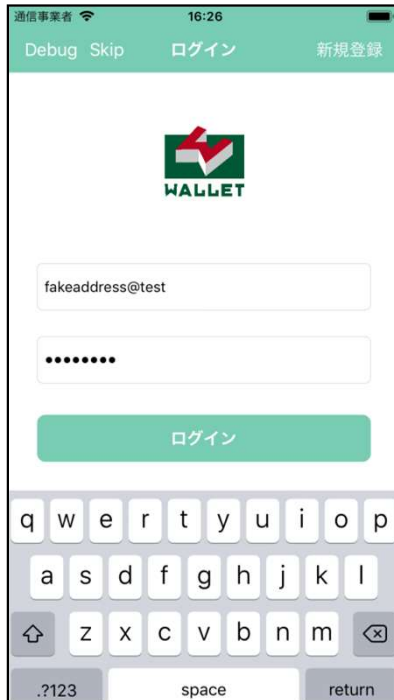 通信事業者 16:26
Debug Skip ログイン 新規登録
WALLET
fakeaddress@test
ログイン
q w e r t y u i o p
a s d f g h j k l
z x c v b n m
.?123 space return